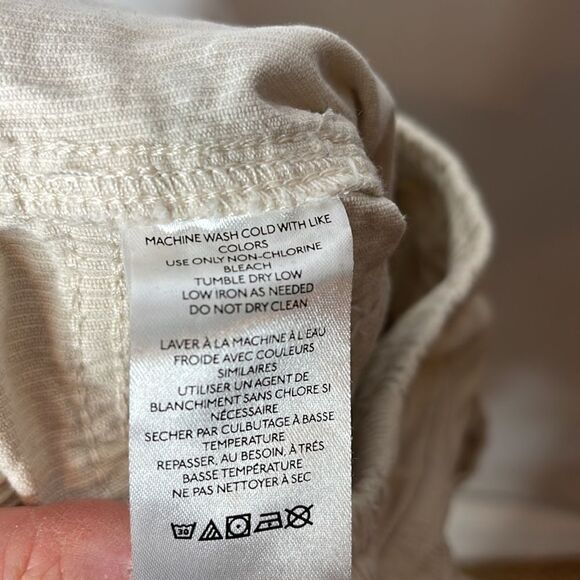 MACHINE WASH COLD WITH LIKE
COLORS
USE ONLY NON-CHLORINE
BLEACH
TUMBLE DRY LOW
LOW IRON AS NEEDED
DO NOT DRY CLEAN
LAVER À LA MACHINE À L'EAU
FROIDE AVEC COULEURS
SIMILAIRES
UTILISER UN AGENT DE
BLANCHIMENT SANS CHLORE SI
NÉCESSAIRE
SECHER PAR CULBUTAGE À BASSE
TEMPERATURE
REPASSER, AU BESOIN, À TRÉS
BASSE TEMPÉRATURE
NE PAS NETTOYER À SEC
30